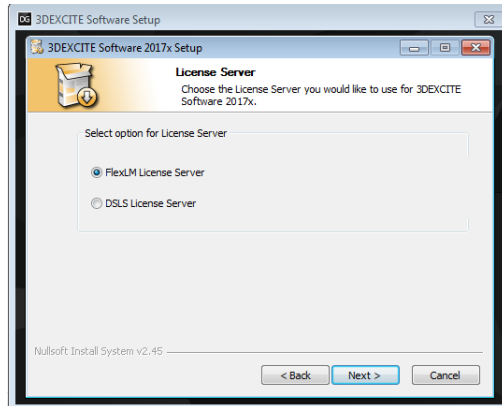 DG 3DEXCITE Software Setup
3DEXCITE Software 2017x Setup
License Server
Choose the License Server you would like to use for 3DEXCITE
Software 2017x.
Select option for License Server
FlexLM License Server
DSLS License Server
Nullsoft Install System v2.45
< Back Next > Cancel